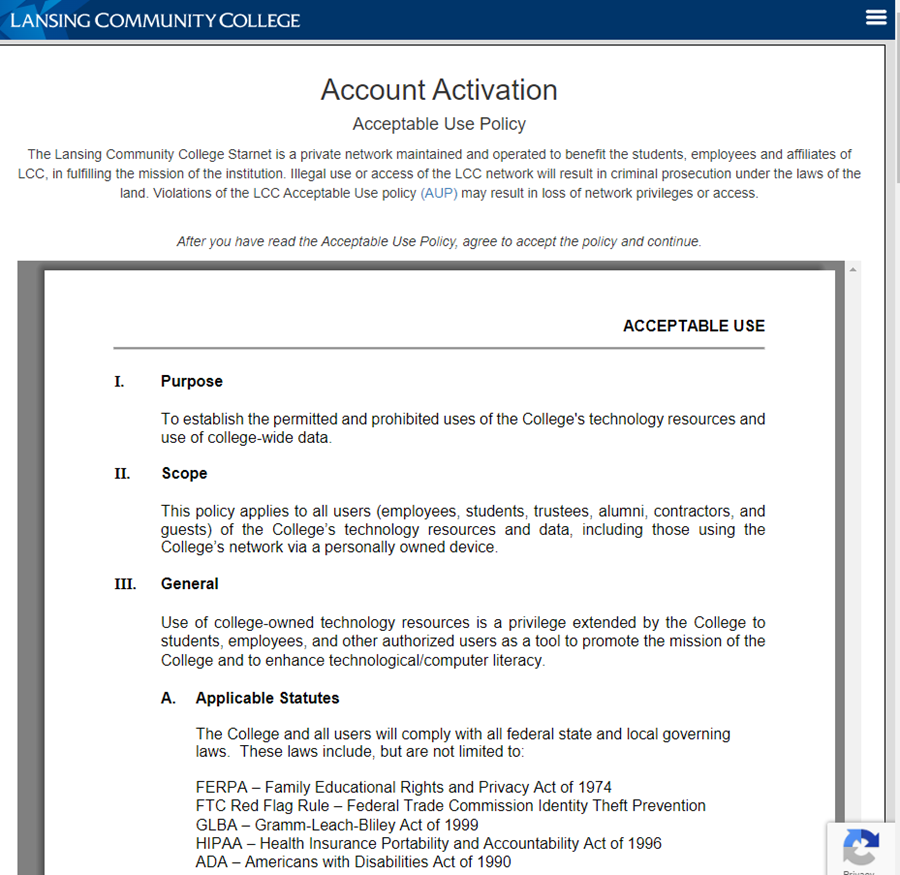 LANSING COMMUNITY COLLEGE
Account Activation
Acceptable Use Policy
The Lansing Community College Starnet is a private network maintained and operated to benefit the students, employees and affiliates of
LCC, in fulfilling the mission of the institution. Illegal use or access of the LCC network will result in criminal prosecution under the laws of the
land. Violations of the LCC Acceptable Use policy (AUP) may result in loss of network privileges or access.
After you have read the Acceptable Use Policy, agree to accept the policy and continue.
ACCEPTABLE USE
I. Purpose
To establish the permitted and prohibited uses of the College's technology resources and
use of college-wide data.
II. Scope
This policy applies to all users (employees, students, trustees, alumni, contractors, and
guests) of the College’s technology resources and data, including those using the
College’s network via a personally owned device.
III. General
Use of college-owned technology resources is a privilege extended by the College to
students, employees, and other authorized users as a tool to promote the mission of the
College and to enhance technological/computer literacy.
A. Applicable Statutes
The College and all users will comply with all federal state and local governing
laws.  These laws include, but are not limited to:
FERPA – Family Educational Rights and Privacy Act of 1974
FTC Red Flag Rule – Federal Trade Commission Identity Theft Prevention
GLBA – Gramm-Leach-Bliley Act of 1999
HIPAA – Health Insurance Portability and Accountability Act of 1996
ADA – Americans with Disabilities Act of 1990
Privacy